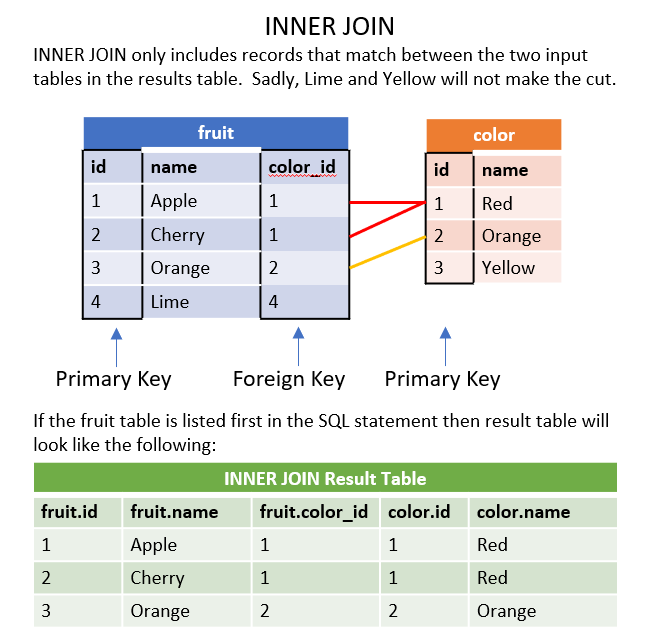 INNER JOIN
INNER JOIN only includes records that match between the two input
tables in the results table.  Sadly, Lime and Yellow will not make the cut.
fruit
id name color_id
1 Apple 1
2 Cherry 1
3 Orange 2
4 Lime 4
color
id name
1 Red
2 Orange
3 Yellow
Primary Key Foreign Key Primary Key
If the fruit table is listed first in the SQL statement then result table will
look like the following:
INNER JOIN Result Table
fruit.id fruit.name fruit.color_id color.id color.name
1 Apple 1 1 Red
2 Cherry 1 1 Red
3 Orange 2 2 Orange